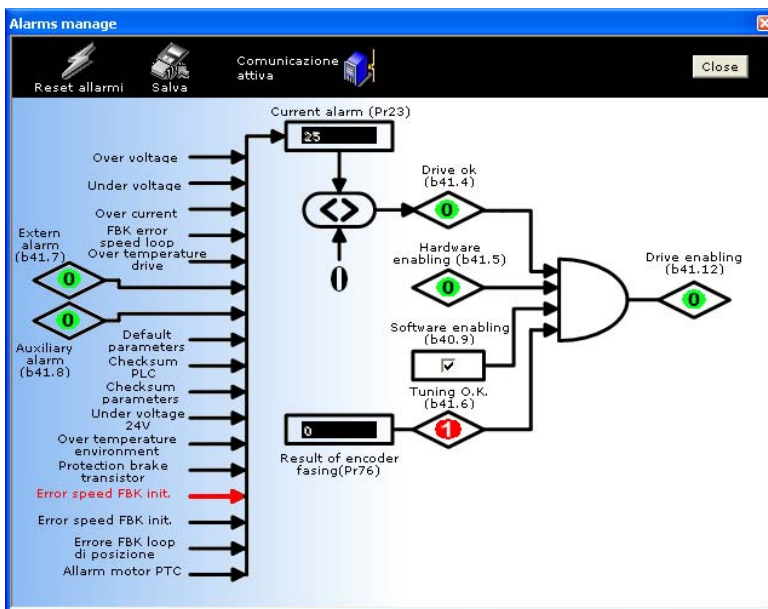 Alarms manage
Reset allarmi
Salva
Comunicazione
attiva
Close
Current alarm (Pr23)
25
Over voltage
Under voltage
Over current
FBK error
speed loop
Over temperature
drive
Extern
alarm
(b41.7)
0
0
Auxiliary
alarm
(b41.8)
Default
parameters
Checksum
PLC
Checksum
parameters
Under voltage
24V
Over temperature
environment
Protection brake
transistor
Error speed FBK init.
Error speed FBK init.
Errore FBK loop
di posizione
Allarm motor PTC
<>
0
Drive ok
(b41.4)
0
Hardware
enabling (b41.5)
0
Software enabling
(b40.9)
Tuning O.K.
(b41.6)
1
0
Result of encoder
fasing(Pr76)
Drive enabling
(b41.12)
0